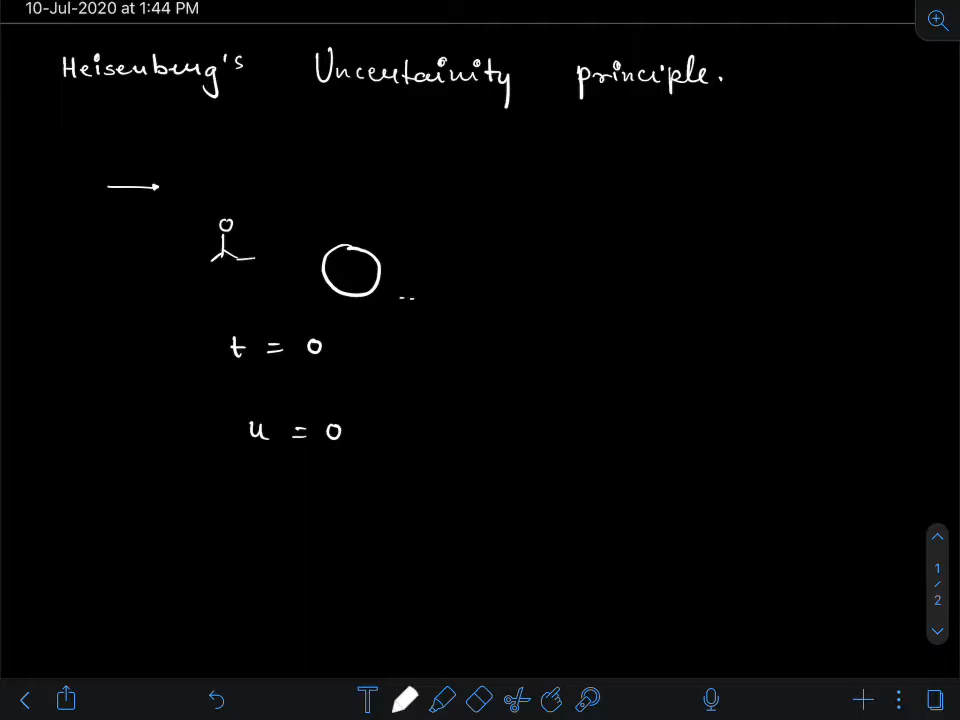 10-Jul-2020 at 1:44 PM
Heisenberg's Uncertainity principle.
t = 0
u = 0
1
/
2